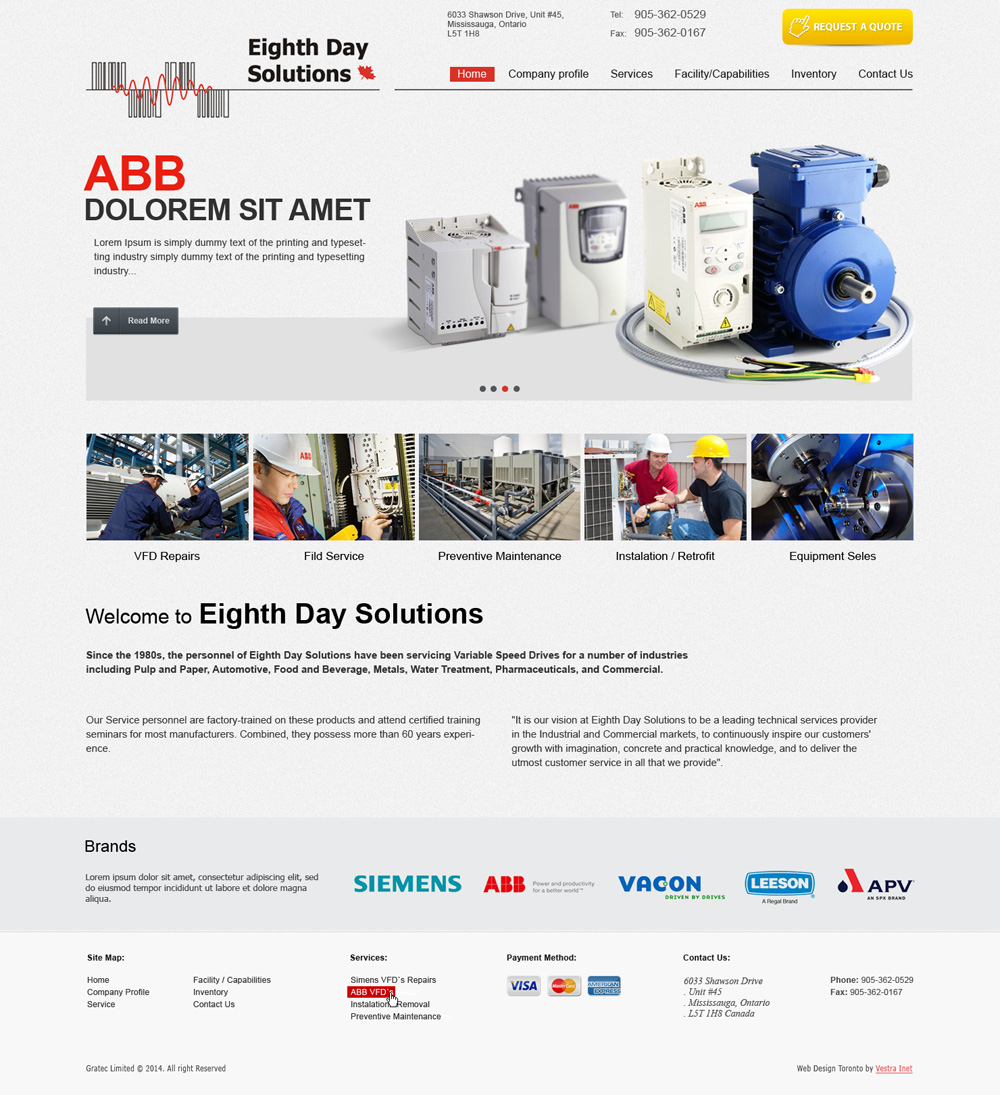 6033 Shawson Drive, Unit #45,
Mississauga, Ontario
L5T 1H8
Tel: 905-362-0529
Fax: 905-362-0167
REQUEST A QUOTE
Eighth Day
Solutions
Home Company profile Services Facility/Capabilities Inventory Contact Us
ABB
DOLOREM SIT AMET
Lorem Ipsum is simply dummy text of the printing and typeset-
ting industry simply dummy text of the printing and typesetting
industry...
Read More
ABB
ABB
ABB
ABB
ABB
VFD Repairs
Fild Service
Preventive Maintenance
Instalation / Retrofit
Equipment Seles
Welcome to Eighth Day Solutions
Since the 1980s, the personnel of Eighth Day Solutions have been servicing Variable Speed Drives for a number of industries
including Pulp and Paper, Automotive, Food and Beverage, Metals, Water Treatment, Pharmaceuticals, and Commercial.
Our Service personnel are factory-trained on these products and attend certified training
seminars for most manufacturers. Combined, they possess more than 60 years experi-
ence.
"It is our vision at Eighth Day Solutions to be a leading technical services provider
in the Industrial and Commercial markets, to continuously inspire our customers'
growth with imagination, concrete and practical knowledge, and to deliver the
utmost customer service in all that we provide".
Brands
Lorem ipsum dolor sit amet, consectetur adipiscing elit, sed
do eiusmod tempor incididunt ut labore et dolore magna
aliqua.
SIEMENS
ABB
Power and productivity
for a better world™
VACON
DRIVEN BY DRIVES
LEESON
A Regal Brand
APV
AN SPX BRAND
Site Map:
Home
Company Profile
Service
Facility / Capabilities
Inventory
Contact Us
Services:
Simens VFD`s Repairs
ABB VFD`s
Instalation Removal
Preventive Maintenance
Payment Method:
VISA
MasterCard
AMERICAN EXPRESS
Contact Us:
6033 Shawson Drive
. Unit #45
. Mississauga, Ontario
. L5T 1H8 Canada
Phone: 905-362-0529
Fax: 905-362-0167
Gratec Limited © 2014. All right Reserved
Web Design Toronto by Vestra Inet